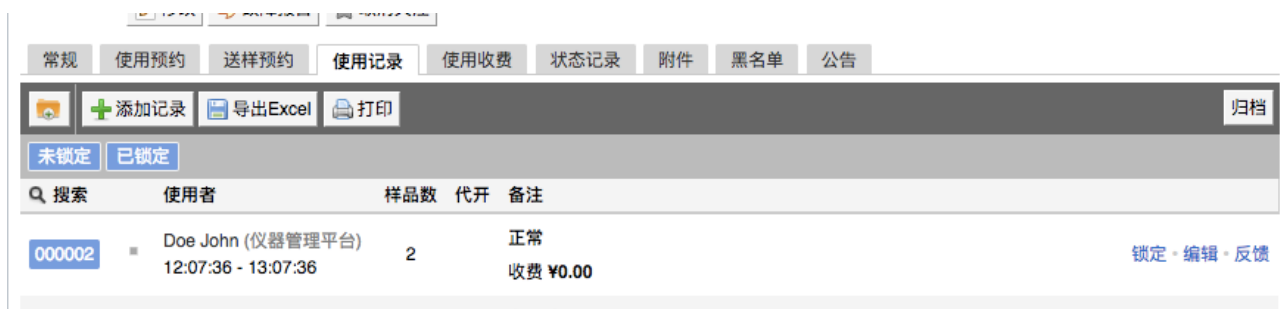 常规 使用预约 送样预约 使用记录 使用收费 状态记录 附件 黑名单 公告
添加记录 导出Excel 打印 归档
未锁定 已锁定
搜索 使用者 样品数 代开 备注
000002 Doe John (仪器管理平台) 2 正常 锁定 编辑 反馈
12:07:36 - 13:07:36 收费 ¥0.00